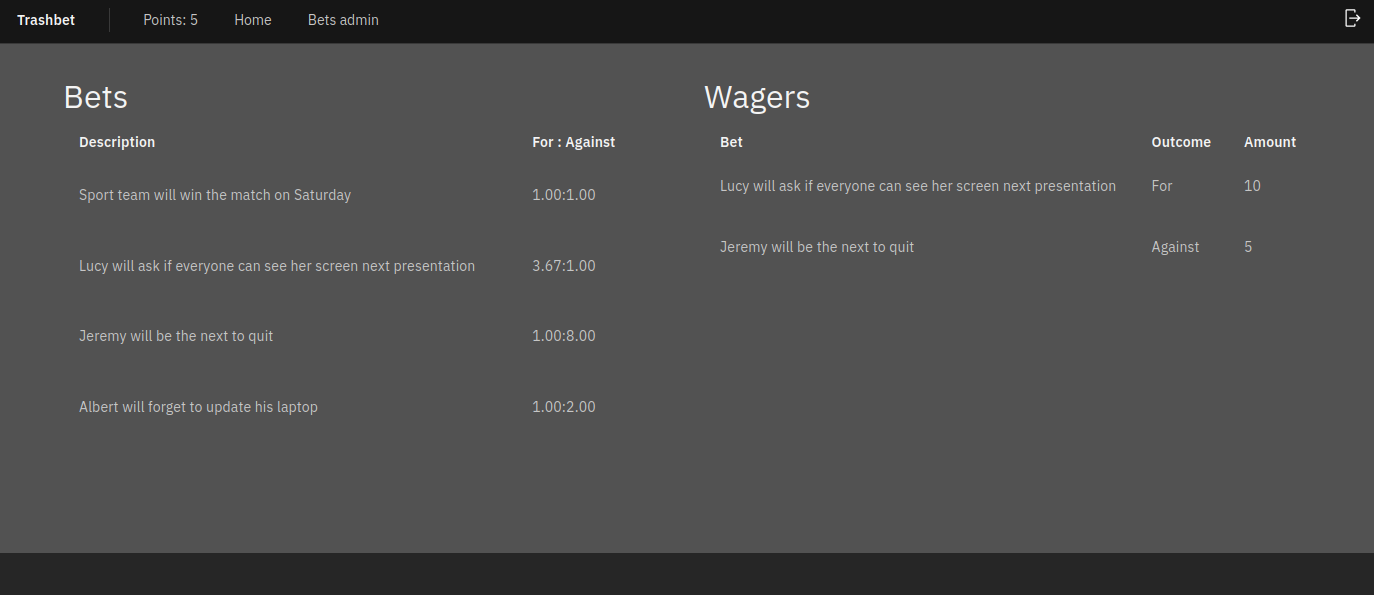 Trashbet Points: 5 Home Bets admin
Bets
Description For : Against
Sport team will win the match on Saturday 1.00:1.00
Lucy will ask if everyone can see her screen next presentation 3.67:1.00
Jeremy will be the next to quit 1.00:8.00
Albert will forget to update his laptop 1.00:2.00
Wagers
Bet Outcome Amount
Lucy will ask if everyone can see her screen next presentation For 10
Jeremy will be the next to quit Against 5